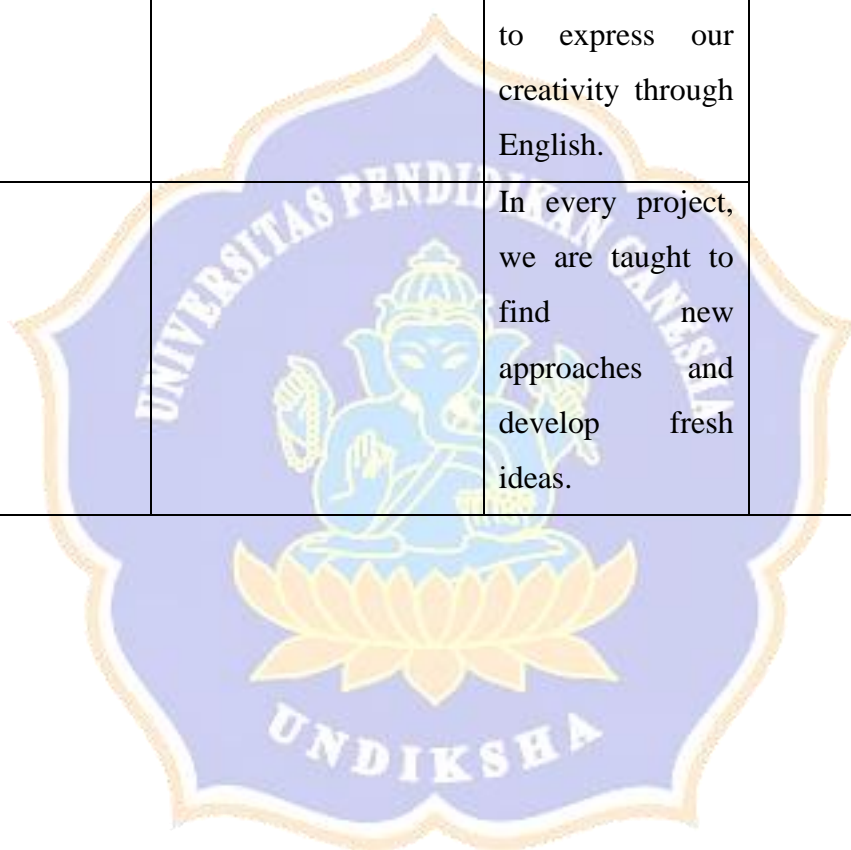 to express our
creativity through
English.
In every project,
we are taught to
find new
approaches and
develop fresh
ideas.
UNIVERSITAS PENDIDIKAN GANESHA
UNDIKSHA